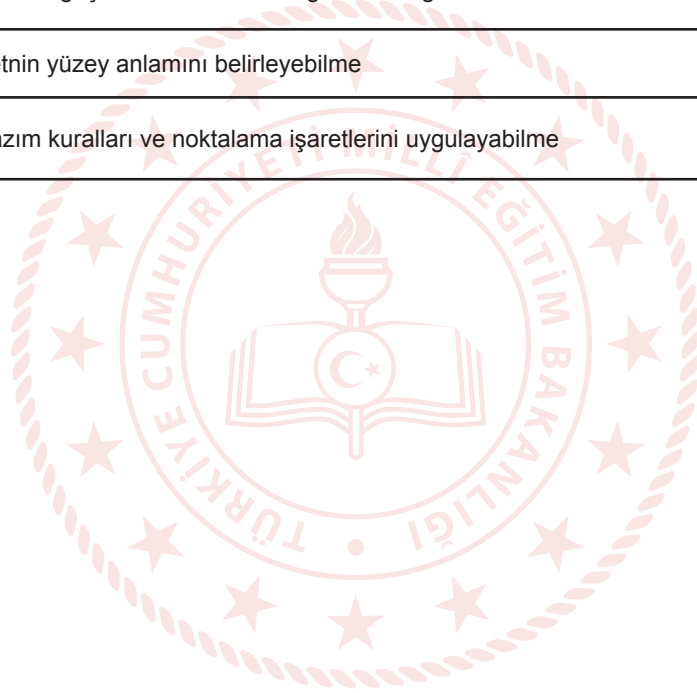 etnin yüzey anlamını belirleyebilme
azım kuralları ve noktalama işaretlerini uygulayabilme
TÜRKİYE CUMHURİYETİ MİLLÎ EĞİTİM BAKANLIĞI